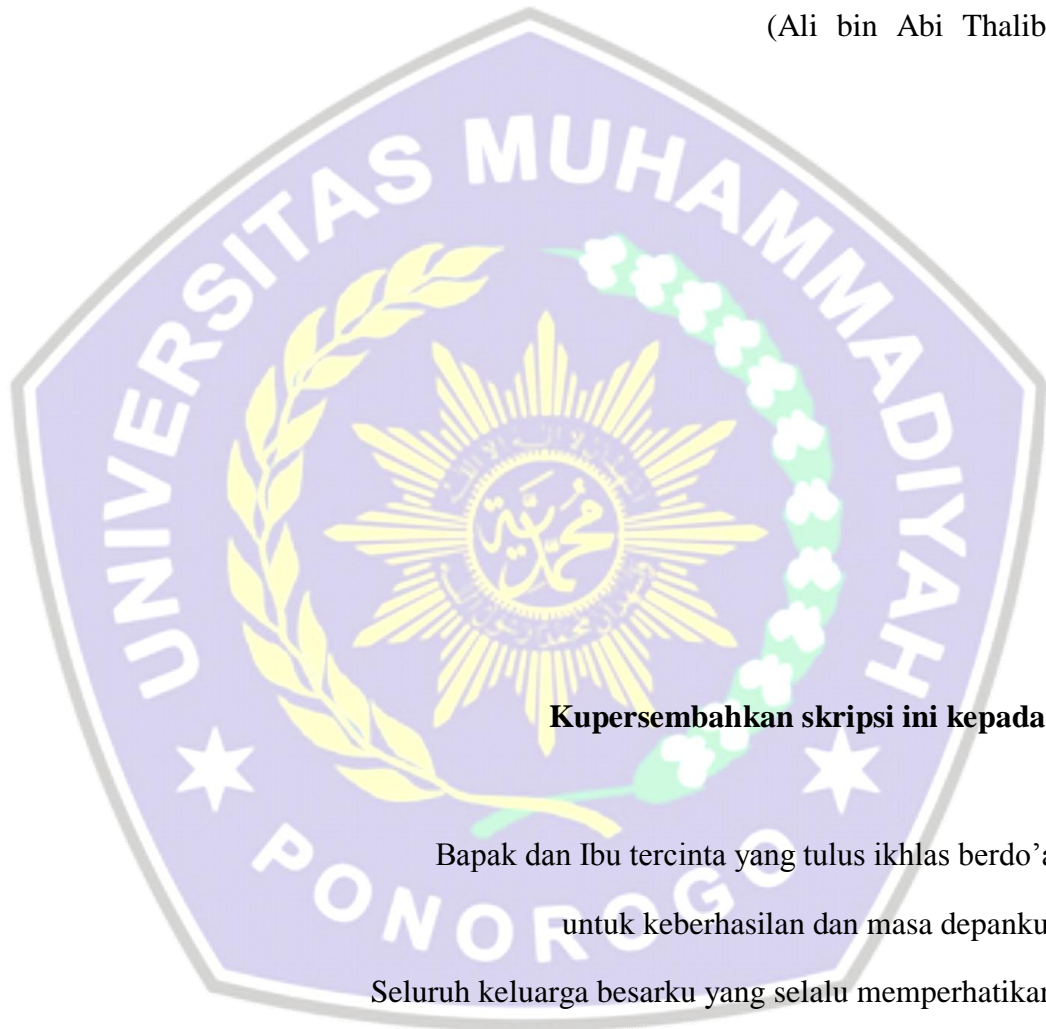 (Ali bin Abi Thalib
UNIVERSITAS MUHAMMADIYAH
محمدية
Kupersembahkan skripsi ini kepada
Bapak dan Ibu tercinta yang tulus ikhlas berdo’a
untuk keberhasilan dan masa depanku
Seluruh keluarga besarku yang selalu memperhatikan
PONOROGO